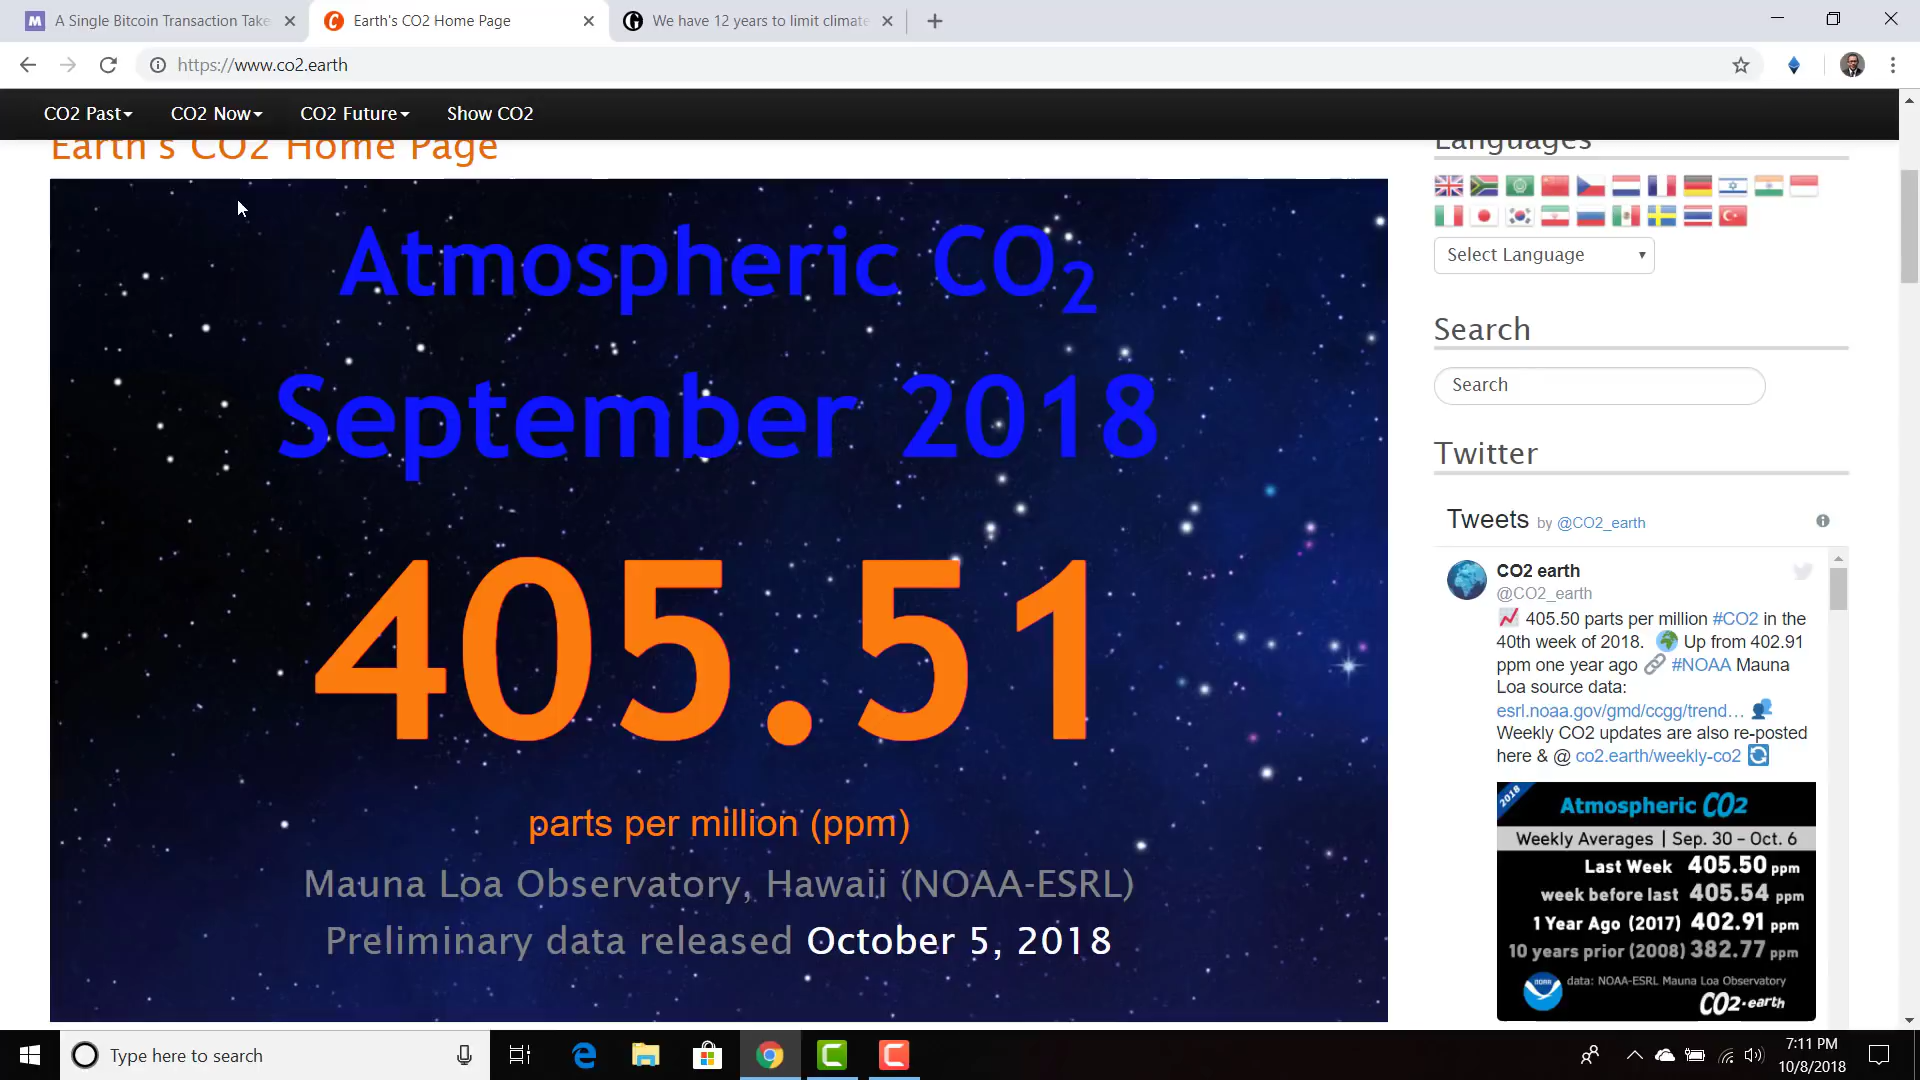 A Single Bitcoin Transaction Take
Earth's CO2 Home Page
We have 12 years to limit climate
https://www.co2.earth
CO2 Past
CO2 Now
CO2 Future
Show CO2
Earth's CO2 Home Page
Atmospheric CO2
September 2018
405.51
parts per million (ppm)
Mauna Loa Observatory, Hawaii (NOAA-ESRL)
Preliminary data released October 5, 2018
Languages
Select Language
Search
Search
Twitter
Tweets by @CO2_earth
CO2 earth
@CO2_earth
405.50 parts per million #CO2 in the
40th week of 2018. Up from 402.91
ppm one year ago #NOAA Mauna
Loa source data:
esrl.noaa.gov/gmd/ccgg/trend…
Weekly CO2 updates are also re-posted
here & @ co2.earth/weekly-co2
2018
Atmospheric CO2
Weekly Averages | Sep. 30 – Oct. 6
Last Week 405.50 ppm
week before last 405.54 ppm
1 Year Ago (2017) 402.91 ppm
10 years prior (2008) 382.77 ppm
NOAA
data: NOAA-ESRL Mauna Loa Observatory
CO2•earth
Type here to search
7:11 PM
10/8/2018